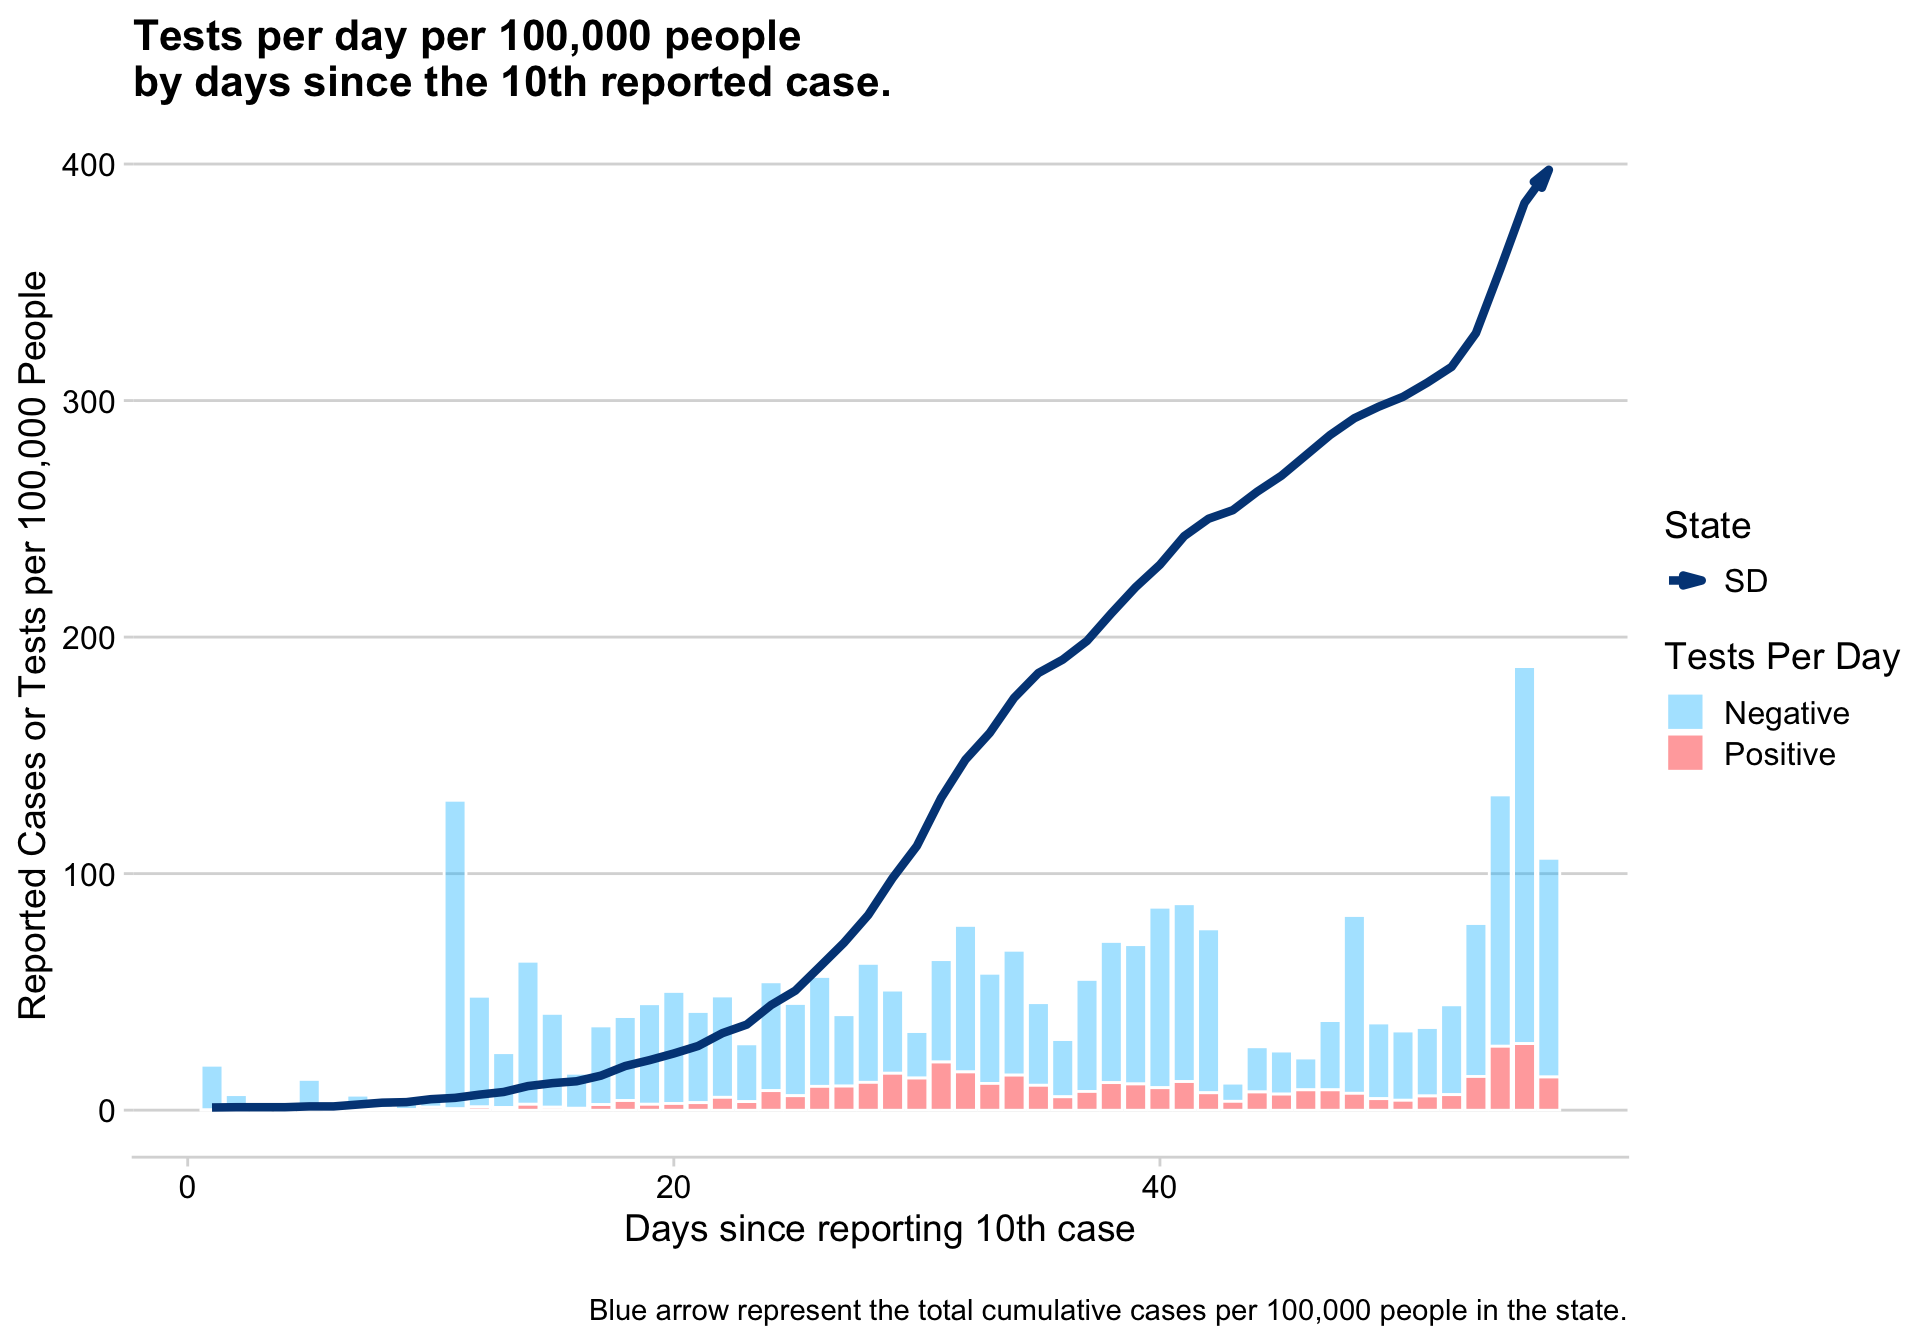 Tests per day per 100,000 people
by days since the 10th reported case.
Reported Cases or Tests per 100,000 People
400
300
200
100
0
0
20
40
Days since reporting 10th case
State
SD
Tests Per Day
Negative
Positive
Blue arrow represent the total cumulative cases per 100,000 people in the state.